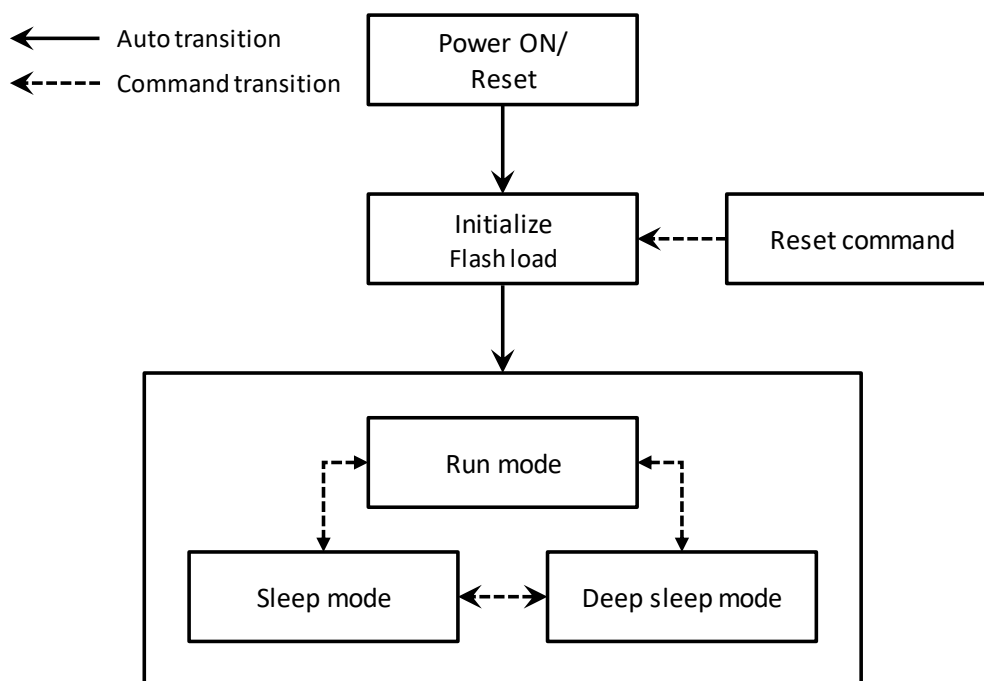 Auto transition
Command transition
Power ON/
Reset
Initialize
Flash load
Reset command
Run mode
Sleep mode
Deep sleep mode